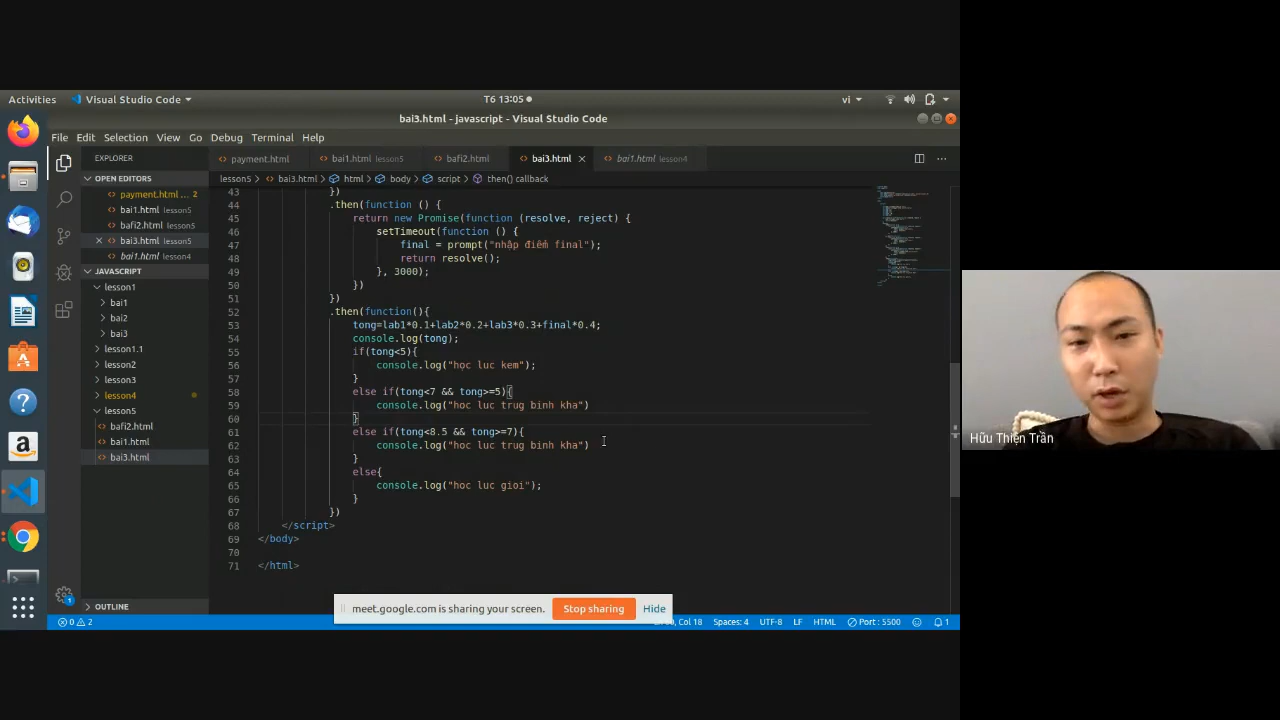 Activities
Visual Studio Code
T6 13:05
vi
bai3.html - javascript - Visual Studio Code
File Edit Selection View Go Debug Terminal Help
EXPLORER
OPEN EDITORS
payment.html ... 2
bai1.html lesson5
bafi2.html lesson5
bai3.html lesson5
bai1.html lesson4
JAVASCRIPT
lesson1
bai1
bai2
bai3
lesson1.1
lesson2
lesson3
lesson4
lesson5
bafi2.html
bai1.html
bai3.html
OUTLINE
payment.html
bai1.html lesson5
bafi2.html
bai3.html
bai1.html lesson4
lesson5 > bai3.html > html > body > script > then() callback
43 })
44 .then(function () {
45 return new Promise(function (resolve, reject) {
46 setTimeout(function () {
47 final = prompt("nhập điểm final");
48 return resolve();
49 }, 3000);
50 })
51 })
52 .then(function(){
53 tong=lab1*0.1+lab2*0.2+lab3*0.3+final*0.4;
54 console.log(tong);
55 if(tong<5){
56 console.log("học luc kem");
57 }
58 else if(tong<7 && tong>=5){
59 console.log("hoc luc trug binh kha")
60 }
61 else if(tong<8.5 && tong>=7){
62 console.log("hoc luc trug binh kha")
63 }
64 else{
65 console.log("hoc luc gioi");
66 }
67 })
68 </script>
69 </body>
70
71 </html>
meet.google.com is sharing your screen. Stop sharing Hide
0 2
Col 18 Spaces: 4 UTF-8 LF HTML Port : 5500 1
Hữu Thiện Trần